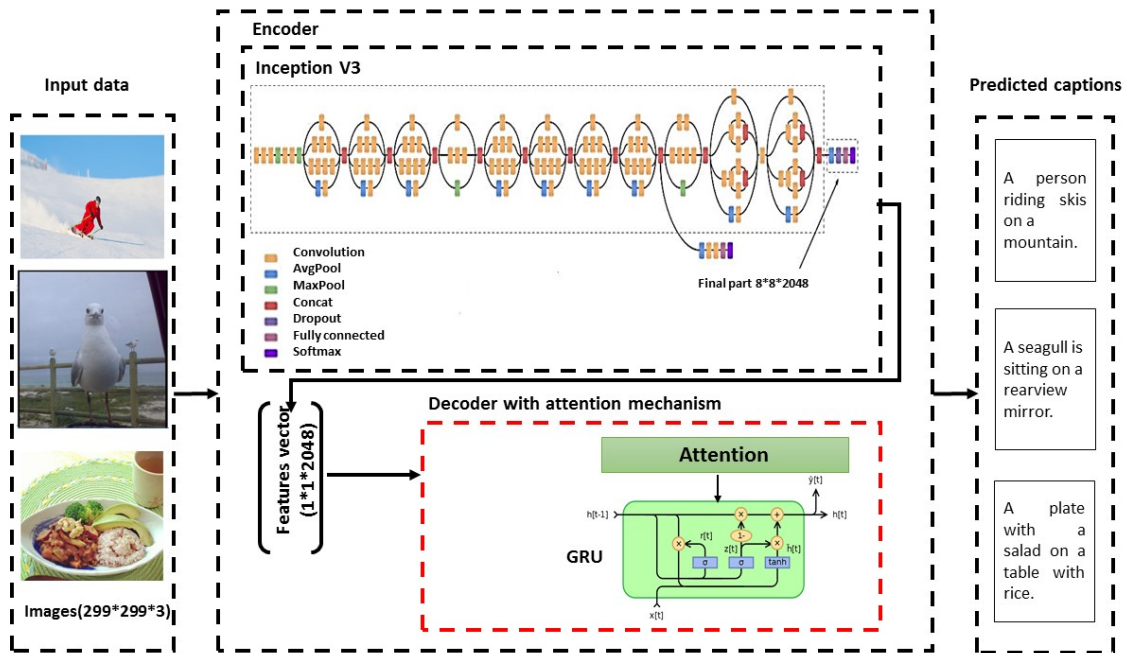 Encoder
Inception V3
Input data
Predicted captions
Convolution
AvgPool
MaxPool
Concat
Dropout
Fully connected
Softmax
Final part 8*8*2048
A person
riding skis
on a
mountain.
A seagull is
sitting on a
rearview
mirror.
A plate
with a
salad on a
table with
rice.
Images(299*299*3)
Features vector
(1*1*2048)
Decoder with attention mechanism
Attention
GRU
h[t-1]
ŷ[t]
h[t]
r[t]
z[t]
ĥ[t]
×
+
1-
×
×
σ
σ
tanh
x[t]